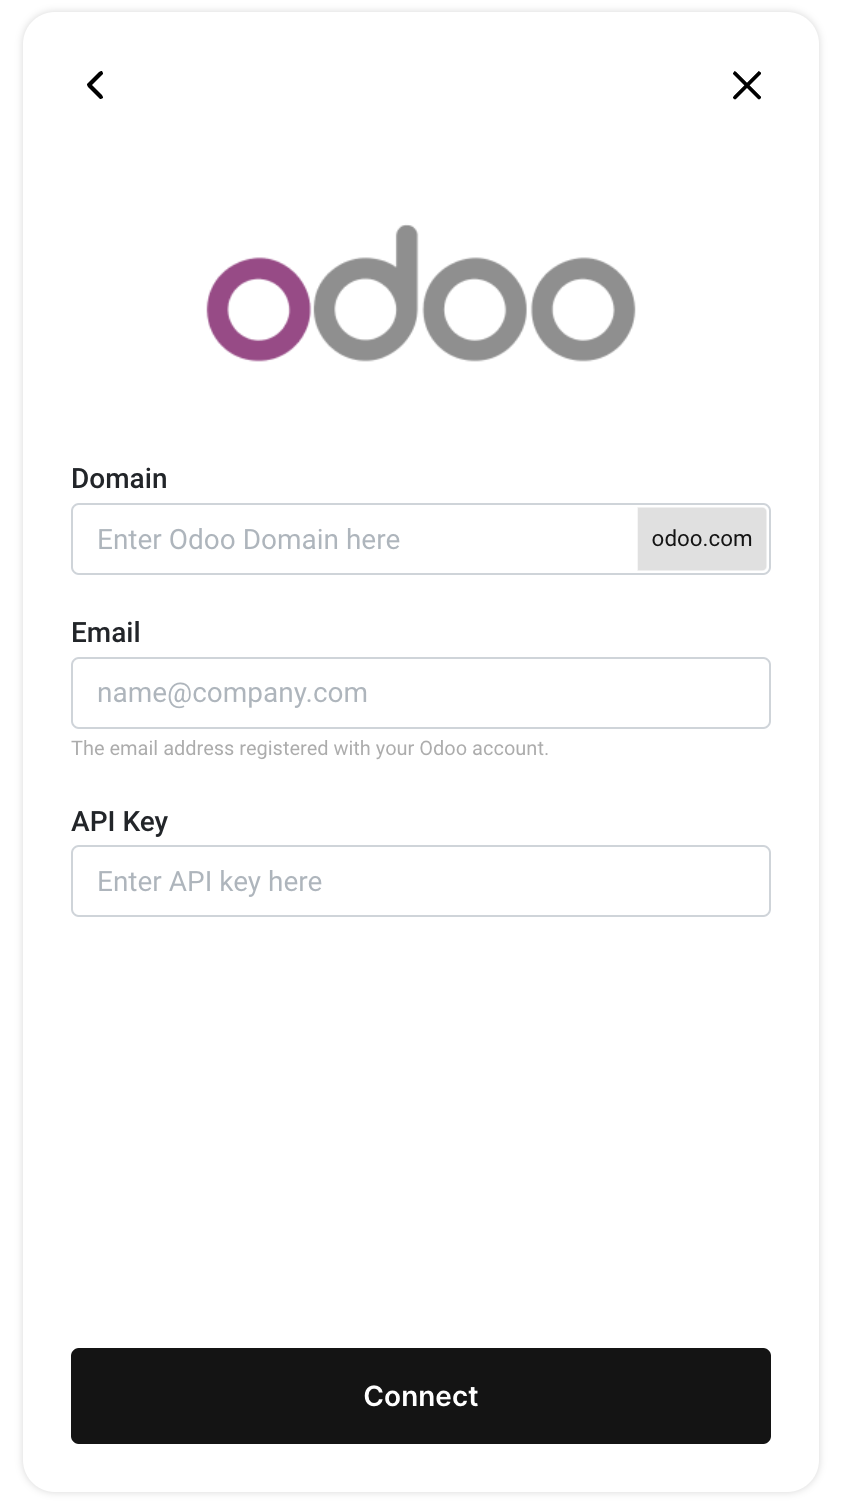 odoo
Domain
Enter Odoo Domain here odoo.com
Email
name@company.com
The email address registered with your Odoo account.
API Key
Enter API key here
Connect